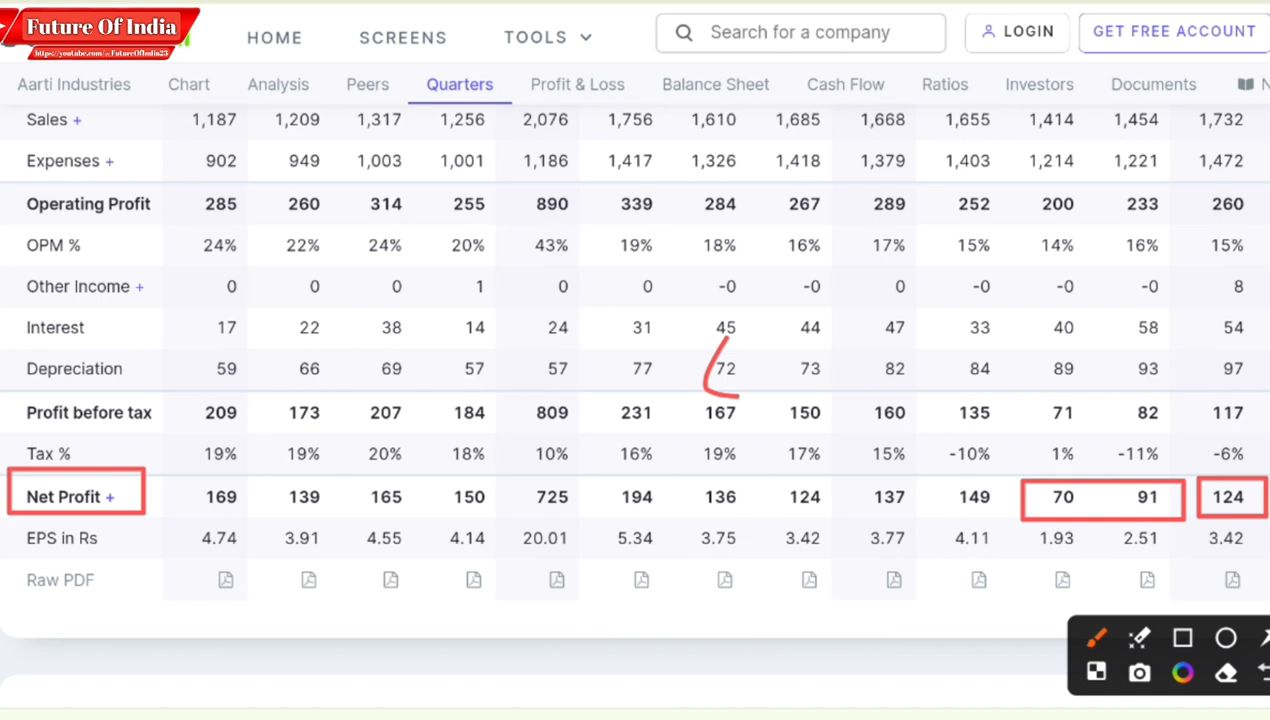 Future Of India
https://youtube.com/@FutureOfIndia23
HOME SCREENS TOOLS Search for a company LOGIN GET FREE ACCOUNT
Aarti Industries Chart Analysis Peers Quarters Profit & Loss Balance Sheet Cash Flow Ratios Investors Documents N
Sales + 1,187 1,209 1,317 1,256 2,076 1,756 1,610 1,685 1,668 1,655 1,414 1,454 1,732
Expenses + 902 949 1,003 1,001 1,186 1,417 1,326 1,418 1,379 1,403 1,214 1,221 1,472
Operating Profit 285 260 314 255 890 339 284 267 289 252 200 233 260
OPM % 24% 22% 24% 20% 43% 19% 18% 16% 17% 15% 14% 16% 15%
Other Income + 0 0 0 1 0 0 -0 -0 0 -0 -0 -0 8
Interest 17 22 38 14 24 31 45 44 47 33 40 58 54
Depreciation 59 66 69 57 57 77 72 73 82 84 89 93 97
Profit before tax 209 173 207 184 809 231 167 150 160 135 71 82 117
Tax % 19% 19% 20% 18% 10% 16% 19% 17% 15% -10% 1% -11% -6%
Net Profit + 169 139 165 150 725 194 136 124 137 149 70 91 124
EPS in Rs 4.74 3.91 4.55 4.14 20.01 5.34 3.75 3.42 3.77 4.11 1.93 2.51 3.42
Raw PDF